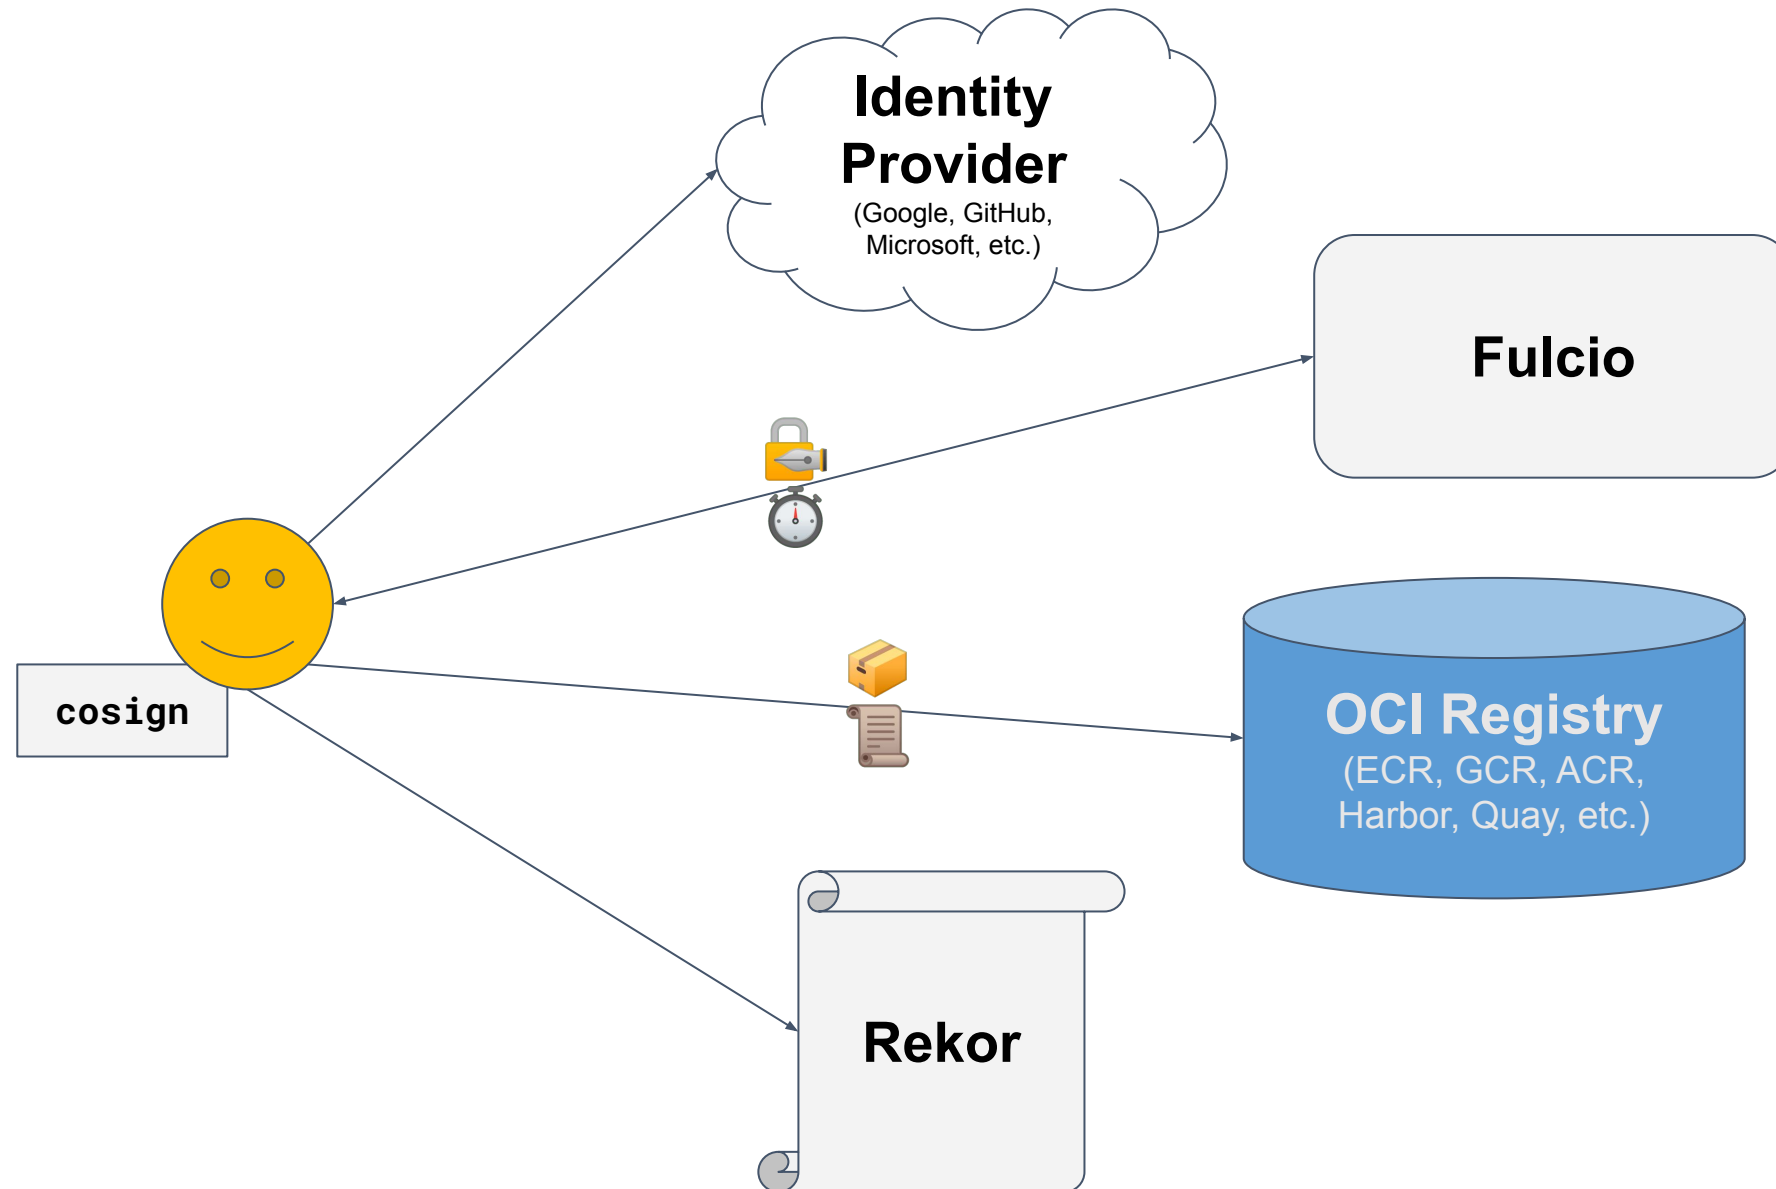 Identity
Provider
(Google, GitHub,
Microsoft, etc.)
Fulcio
cosign
OCI Registry
(ECR, GCR, ACR,
Harbor, Quay, etc.)
Rekor